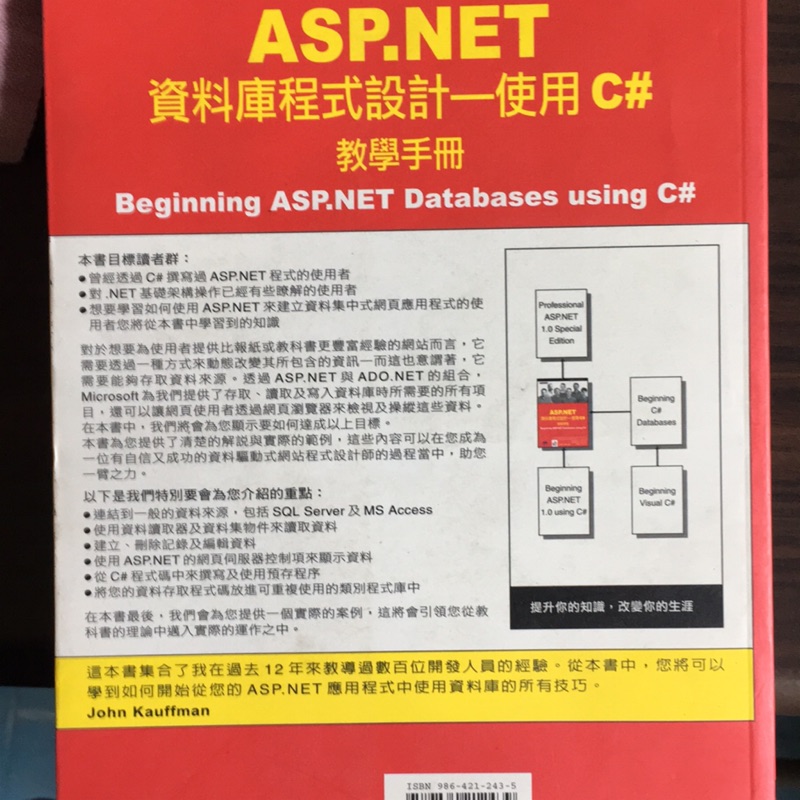 ASP.NET
資料庫程式設計—使用 C#
教學手冊
Beginning ASP.NET Databases using C#
本書目標讀者群：
●曾經透過 C# 撰寫過 ASP.NET 程式的使用者
●對 .NET 基礎架構操作已經有些瞭解的使用者
●想要學習如何使用 ASP.NET 來建立資料集中式網頁應用程式的使
用者您將從本書中學習到的知識
對於想要為使用者提供比報紙或教科書更豐富經驗的網站而言，它
需要透過一種方式來動態改變其所包含的資訊—而這也意謂著，它
需要能夠存取資料來源。透過 ASP.NET 與 ADO.NET 的組合，
Microsoft 為我們提供了存取、讀取及寫入資料庫時所需要的所有項
目，還可以讓網頁使用者透過網頁瀏覽器來檢視及操縱這些資料。
在本書中，我們將會為您顯示要如何達成以上目標。
本書為您提供了清楚的解說與實際的範例，這些內容可以在您成為
一位有自信又成功的資料驅動式網站程式設計師的過程當中，助您
一臂之力。
以下是我們特別要會為您介紹的重點：
●連結到一般的資料來源，包括 SQL Server 及 MS Access
●使用資料讀取器及資料集物件來讀取資料
●建立、刪除記錄及編輯資料
●使用 ASP.NET 的網頁伺服器控制項來顯示資料
●從 C# 程式碼中來撰寫及使用預存程序
●將您的資料存取程式碼放進可重複使用的類別程式庫中
在本書最後，我們會為您提供一個實際的案例，這將會引領您從教
科書的理論中邁入實際的運作之中。
Professional
ASP.NET
1.0 Special
Edition
ASP.NET
Beginning
C#
Databases
Beginning
ASP.NET
1.0 using C#
Beginning
Visual C#
提升你的知識，改變你的生涯
這本書集合了我在過去 12 年來教導過數百位開發人員的經驗。從本書中，您將可以
學到如何開始從您的 ASP.NET 應用程式中使用資料庫的所有技巧。
John Kauffman
ISBN 986-421-243-5